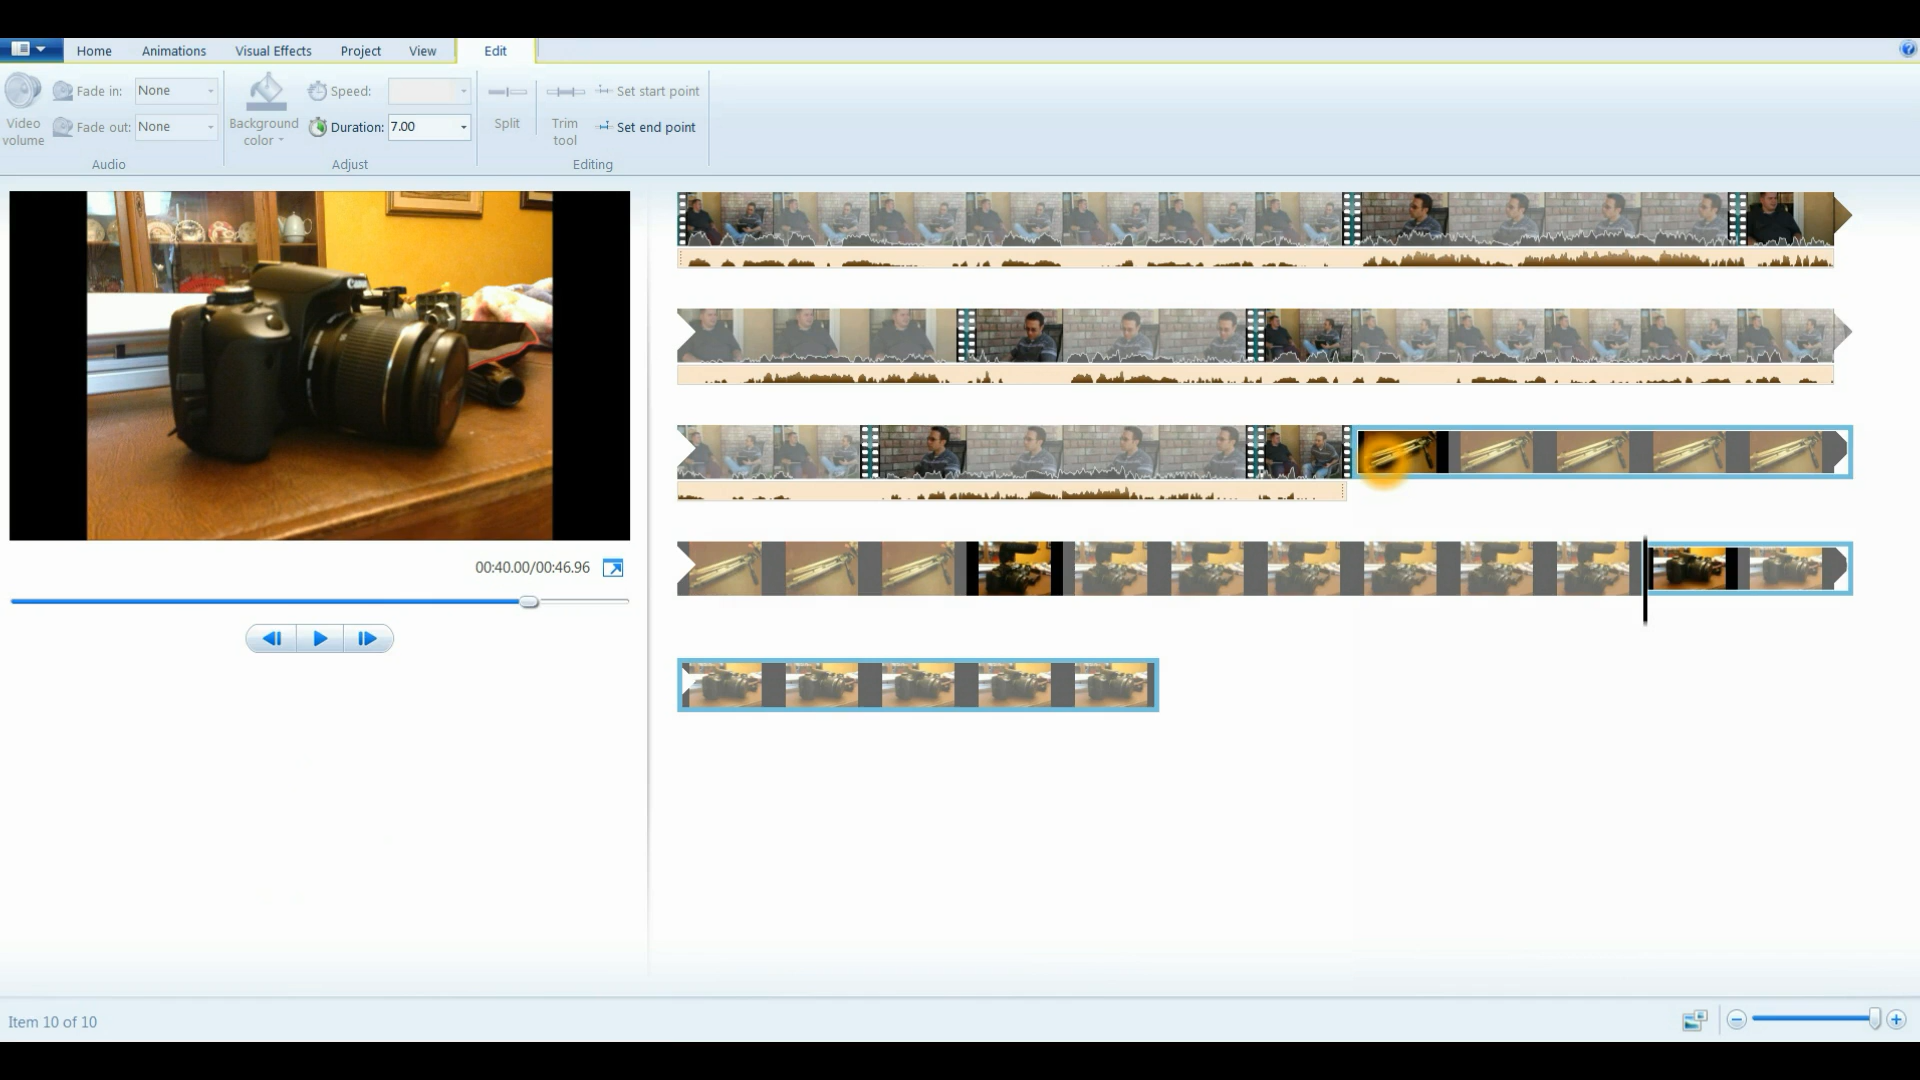 Home Animations Visual Effects Project View Edit
Fade in: None Speed: Set start point
Video volume Fade out: None Background color Duration: 7.00 Split Trim tool Set end point
Audio Adjust Editing
Canon
00:40.00/00:46.96
Item 10 of 10